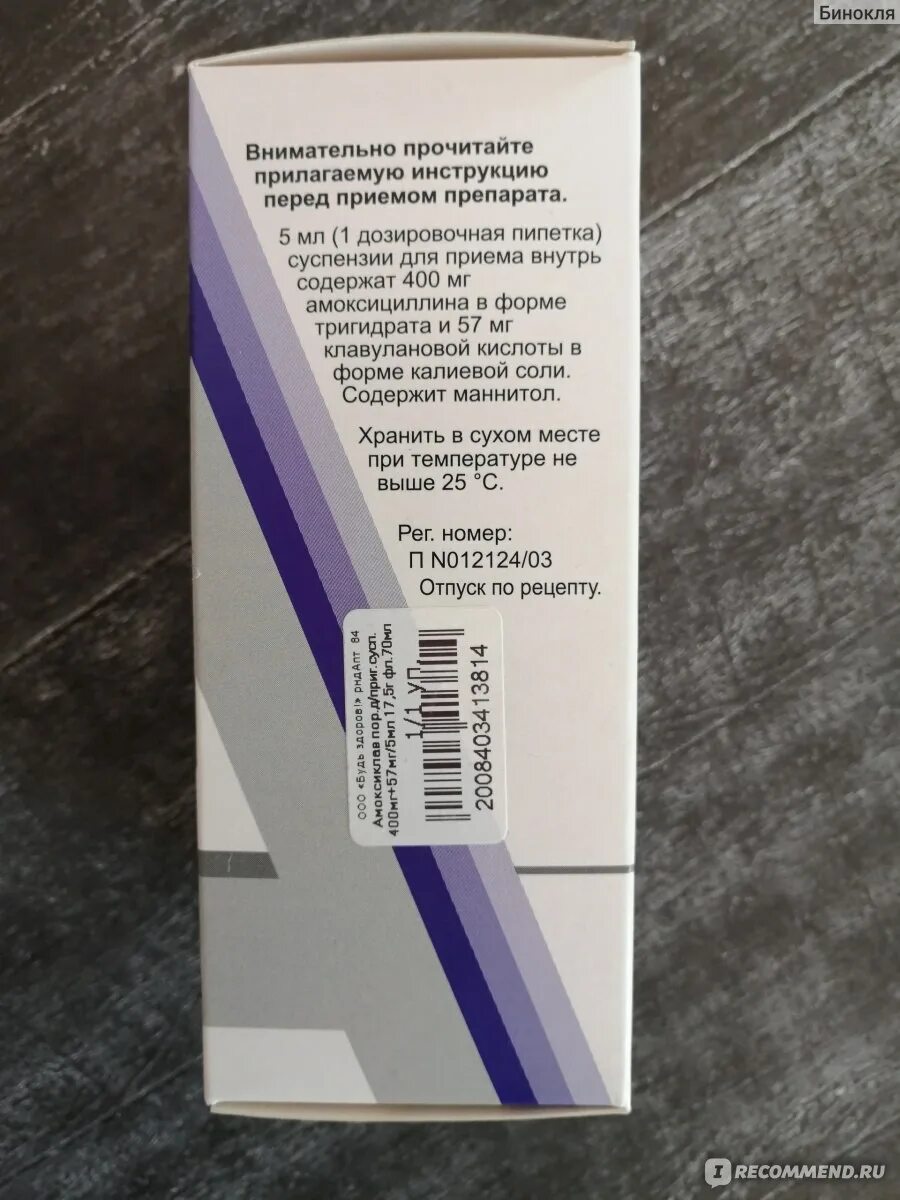 Бинокля
Внимательно прочитайте
прилагаемую инструкцию
перед приемом препарата.
5 мл (1 дозировочная пипетка)
суспензии для приема внутрь
содержат 400 мг
амоксициллина в форме
тригидрата и 57 мг
клавулановой кислоты в
форме калиевой соли.
Содержит маннитол.
Хранить в сухом месте
при температуре не
выше 25 °С.
Рег. номер:
П N012124/03
Отпуск по рецепту.
ООО «Будь здоров!» рндАпт 84
Амоксиклав пор.д/приг.сусп.
400мг+57мг/5мл 17,5г фл.70мл
1/1 УП.
2008403413814
IRECOMMEND.RU